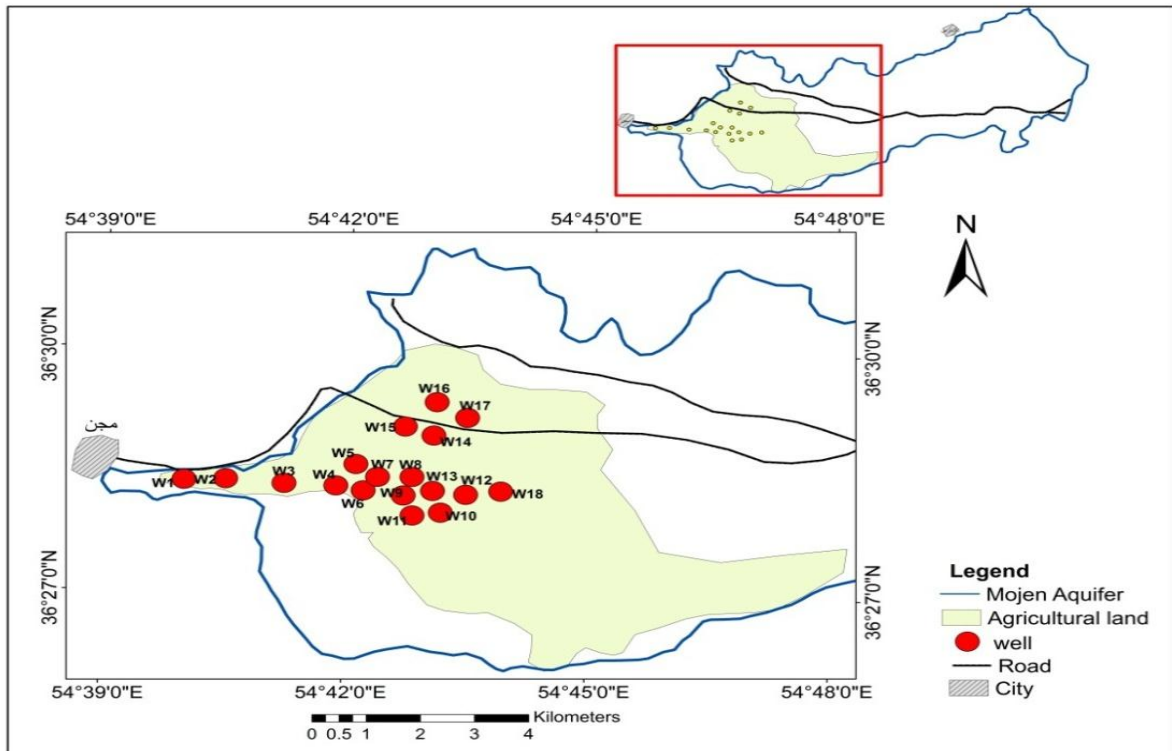 54°39'0"E 54°42'0"E 54°45'0"E 54°48'0"E
N
36°30'0"N
36°30'0"N
W16
W17
W15
W14
مجن
W5
W7 W8
W1 W2 W3 W4 W13 W12
W6 W9 W18
W11 W10
36°27'0"N
36°27'0"N
Legend
Mojen Aquifer
Agricultural land
well
Road
City
54°39'0"E 54°42'0"E 54°45'0"E 54°48'0"E
Kilometers
0 0.5 1 2 3 4